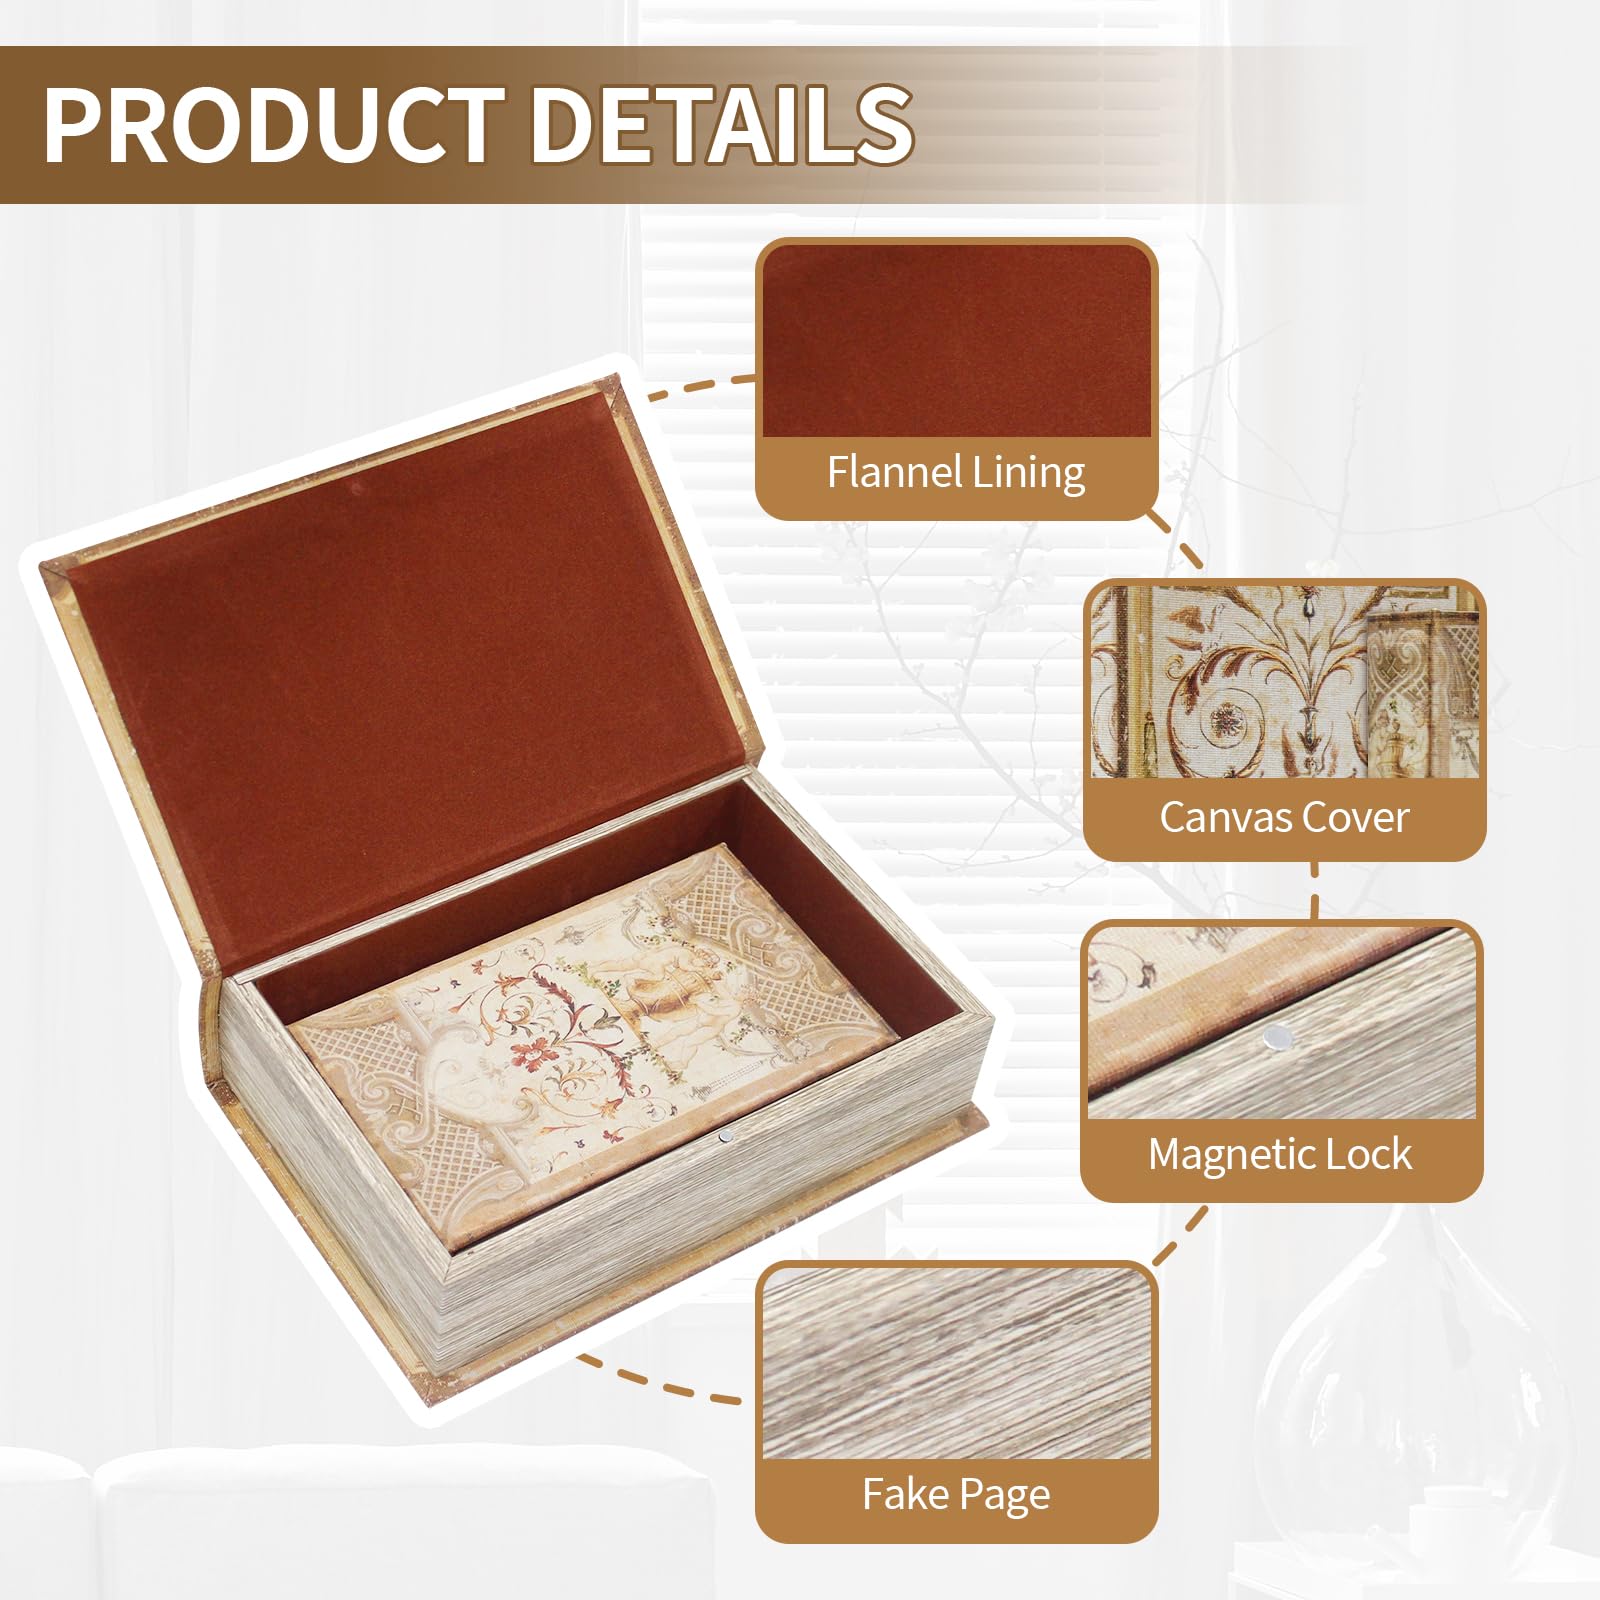 PRODUCT DETAILS
Flannel Lining
Canvas Cover
Magnetic Lock
Fake Page